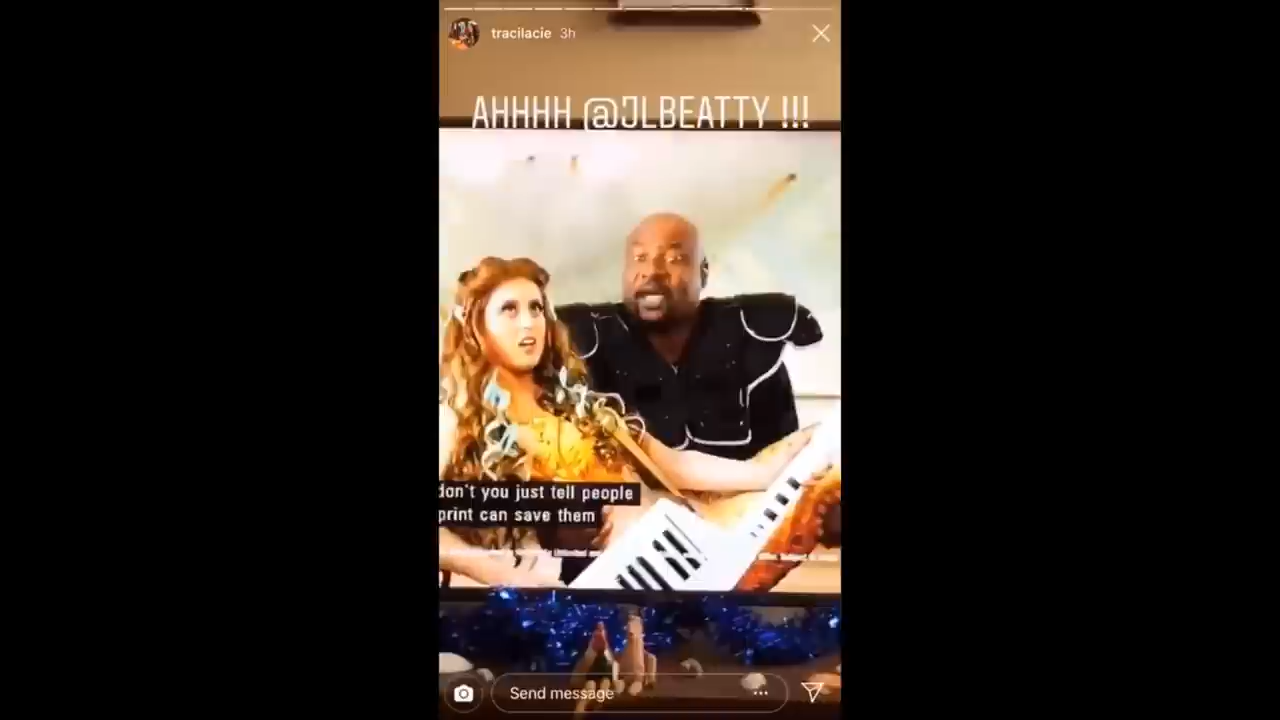 tracilacie 3h
AHHHH @JLBEATTY !!!
don't you just tell people
print can save them
Send message